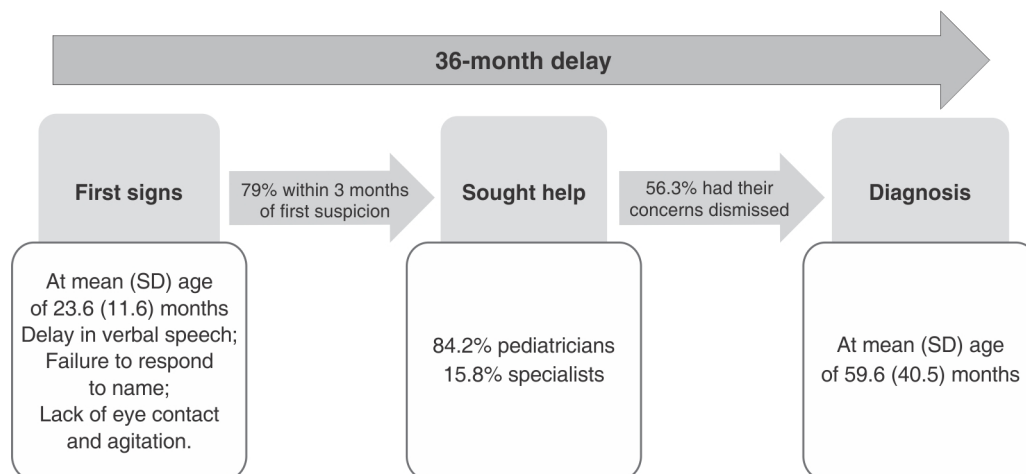 36-month delay
First signs
79% within 3 months
of first suspicion
Sought help
56.3% had their
concerns dismissed
Diagnosis
At mean (SD) age
of 23.6 (11.6) months
Delay in verbal speech;
Failure to respond
to name;
Lack of eye contact
and agitation.
84.2% pediatricians
15.8% specialists
At mean (SD) age
of 59.6 (40.5) months